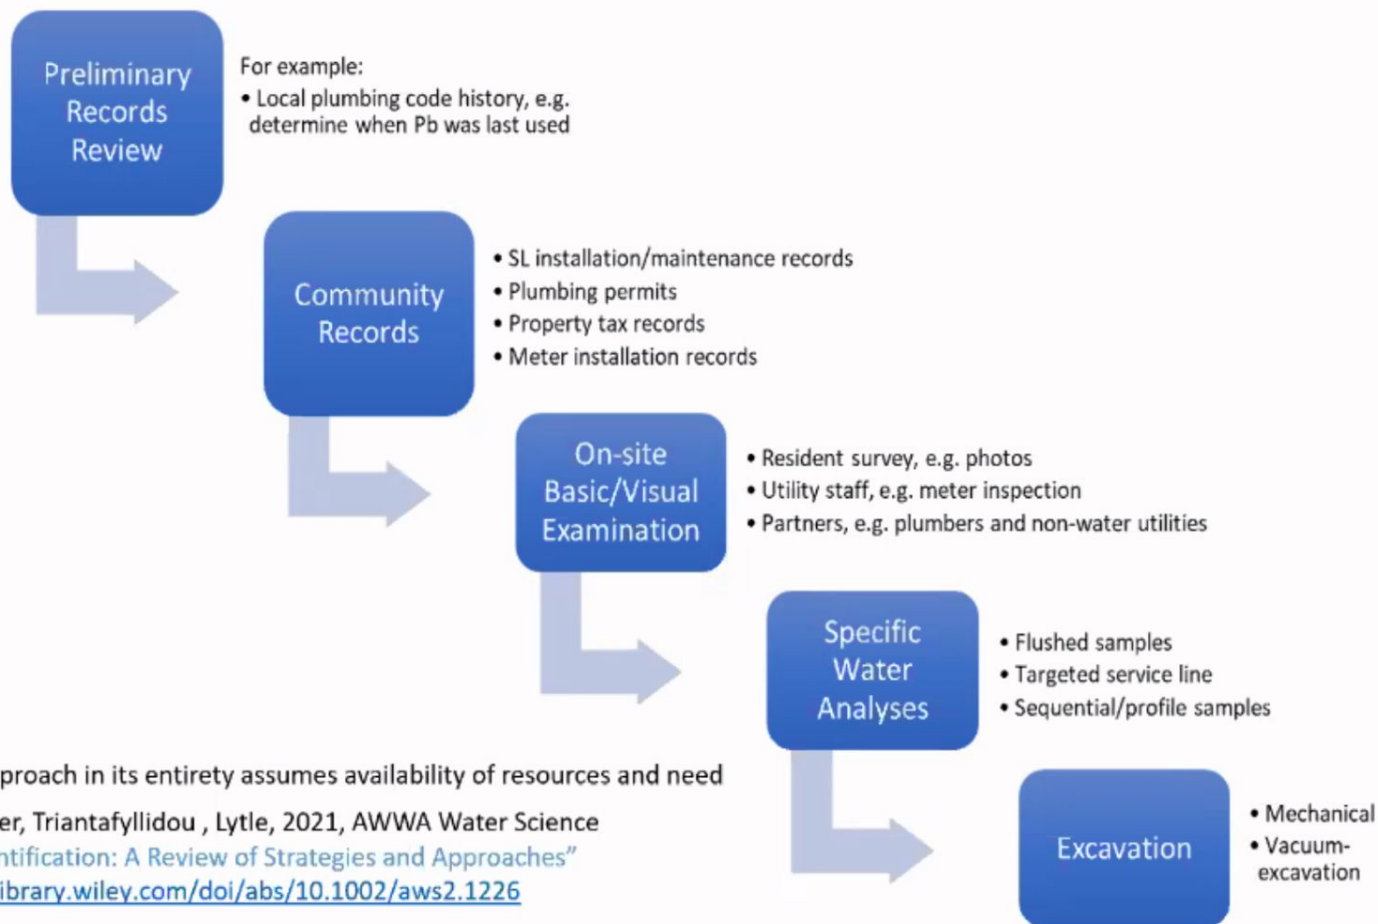 Preliminary
Records
Review
For example:
• Local plumbing code history, e.g.
determine when Pb was last used
Community
Records
• SL installation/maintenance records
• Plumbing permits
• Property tax records
• Meter installation records
On-site
Basic/Visual
Examination
• Resident survey, e.g. photos
• Utility staff, e.g. meter inspection
• Partners, e.g. plumbers and non-water utilities
Specific
Water
Analyses
• Flushed samples
• Targeted service line
• Sequential/profile samples
Excavation
• Mechanical
• Vacuum-
excavation
proach in its entirety assumes availability of resources and need
er, Triantafyllidou , Lytle, 2021, AWWA Water Science
ntification: A Review of Strategies and Approaches”
library.wiley.com/doi/abs/10.1002/aws2.1226